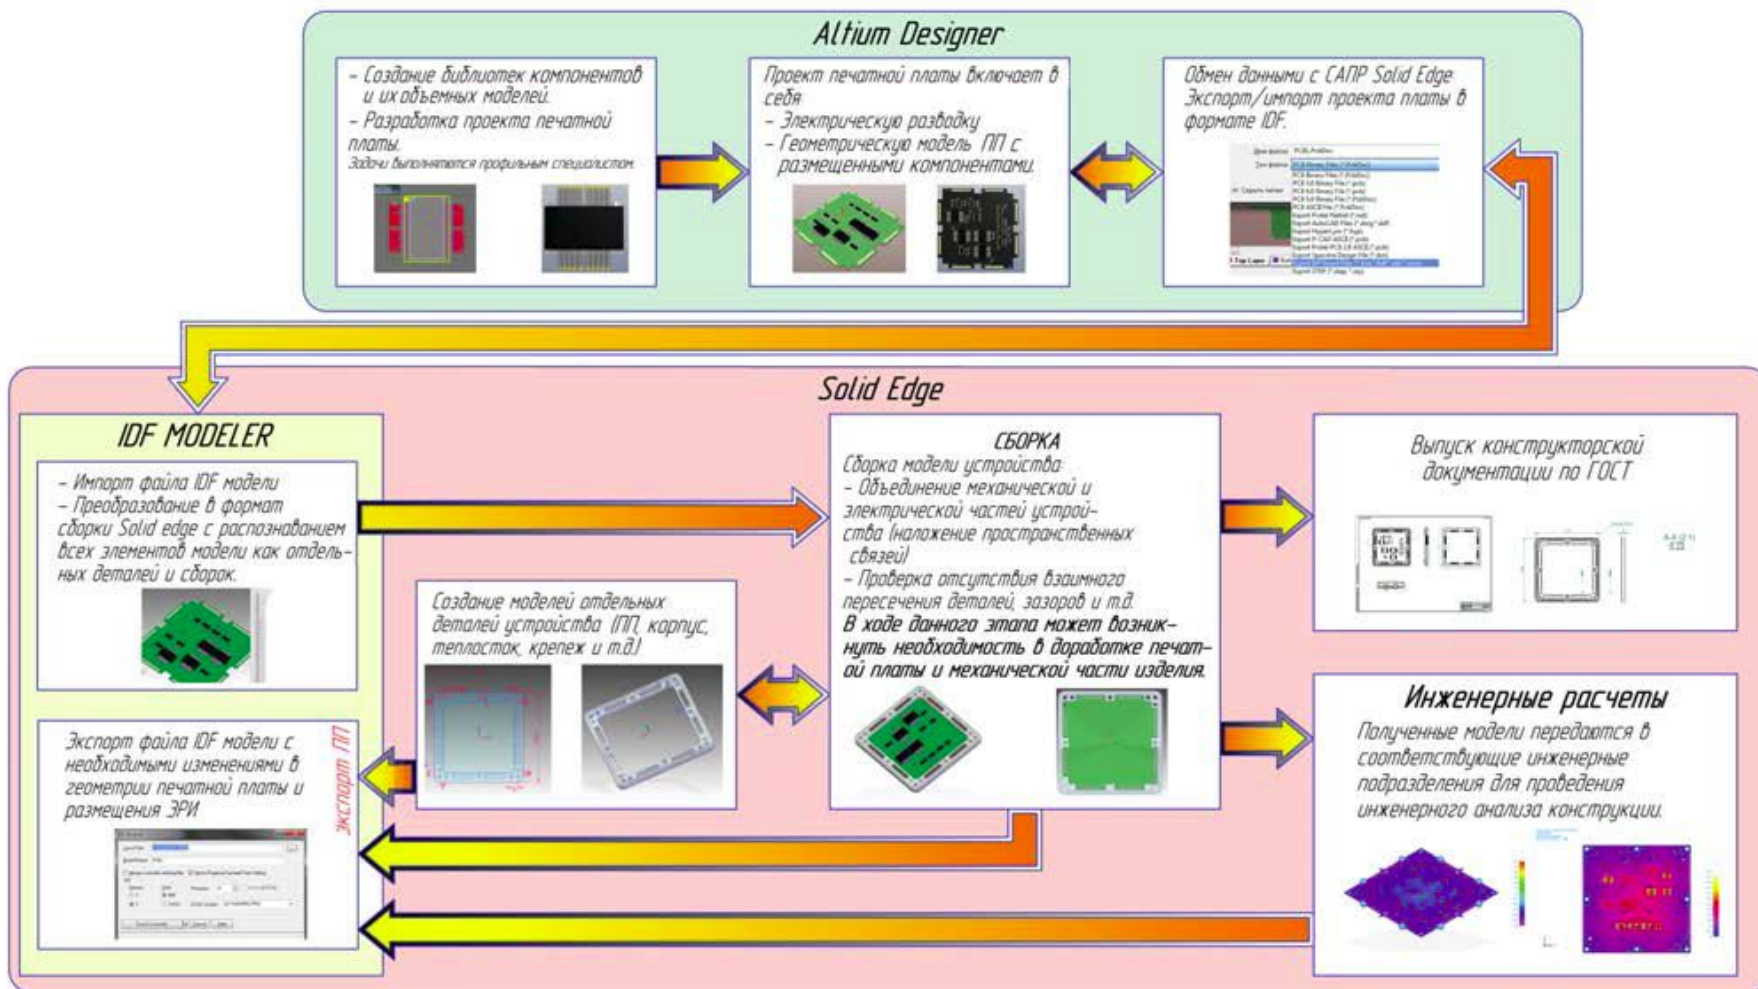 Altium Designer
- Создание библиотек компонентов
и их объемных моделей.
- Разработка проекта печатной
платы.
Задачи выполняются профильным специалистом.
Проект печатной платы включает в
себя
- Электрическую разводку
- Геометрическую модель ПП с
размещенными компонентами.
Обмен данными с САПР Solid Edge.
Экспорт/импорт проекта платы в
формате IDF.
Solid Edge
IDF MODELER
- Импорт файла IDF модели
- Преобразование в формат
сборки Solid edge с распознаванием
всех элементов модели как отдель-
ных деталей и сборок.
Экспорт файла IDF модели с
необходимыми изменениями в
геометрии печатной платы и
размещения ЭРИ
экспорт ПП
Создание моделей отдельных
деталей устройства (ПП, корпус,
теплосток, крепеж и т.д.)
СБОРКА
Сборка модели устройства:
- Объединение механической и
электрической частей устрой-
ства (наложение пространственных
связей)
- Проверка отсутствия взаимного
пересечения деталей, зазоров и т.д.
В ходе данного этапа может возник-
нуть необходимость в доработке печат-
ой платы и механической части изделия.
Выпуск конструкторской
документации по ГОСТ
А-А (2:1)
Инженерные расчеты
Полученные модели передаются в
соответствующие инженерные
подразделения для проведения
инженерного анализа конструкции.